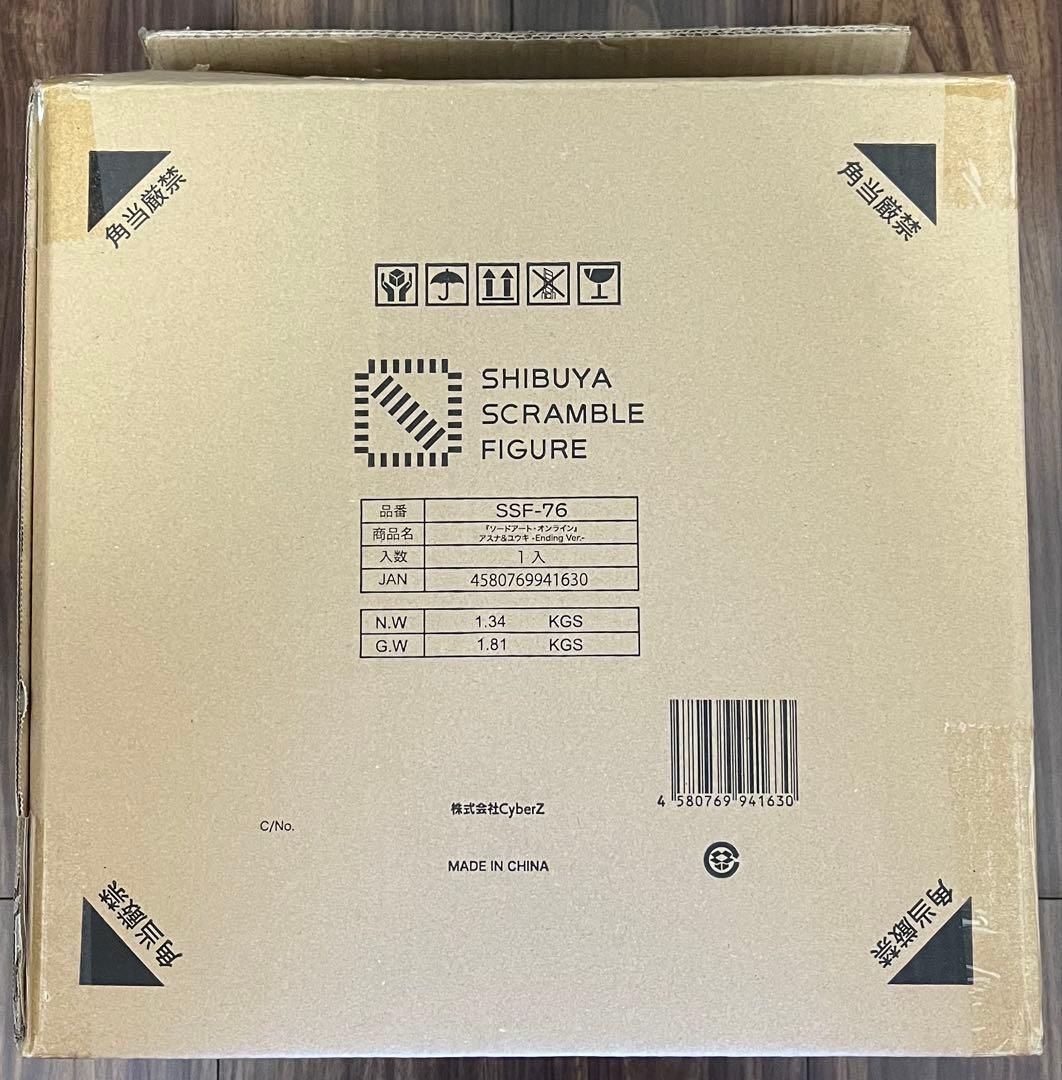 角当厳禁
角当厳禁
SHIBUYA
SCRAMBLE
FIGURE
品番 SSF-76
商品名 『ソードアート・オンライン』
アスナ&ユウキ -Ending Ver.-
入数 1入
JAN 4580769941630
N.W 1.34 KGS
G.W 1.81 KGS
4 580769 941630
株式会社CyberZ
C/No.
MADE IN CHINA
角当厳禁
角当厳禁